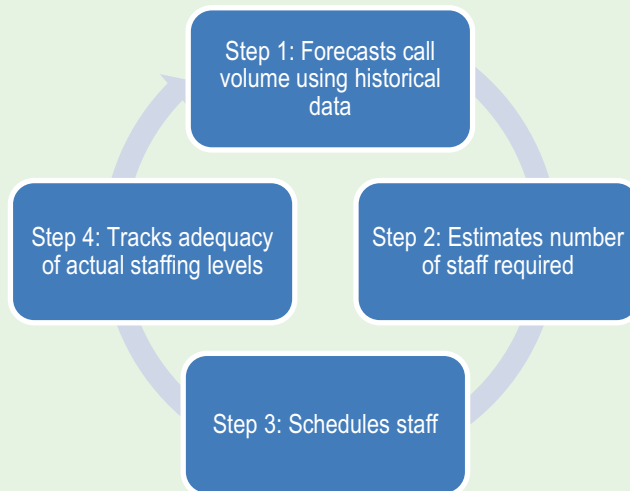 Step 1: Forecasts call
volume using historical
data
Step 2: Estimates number
of staff required
Step 3: Schedules staff
Step 4: Tracks adequacy
of actual staffing levels